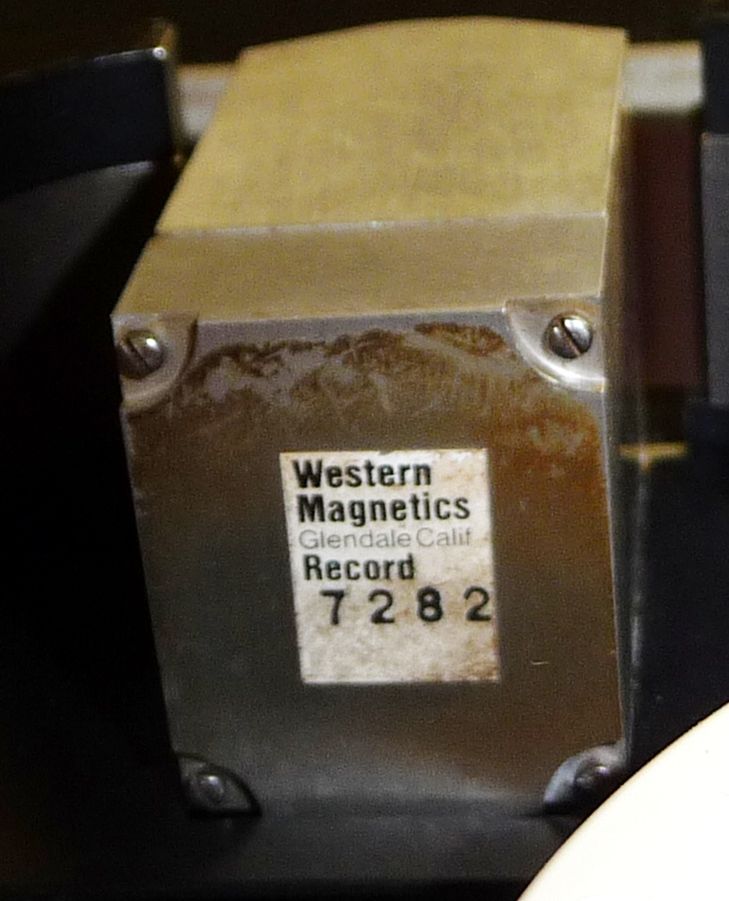 Western
Magnetics
Glendale Calif
Record
7282